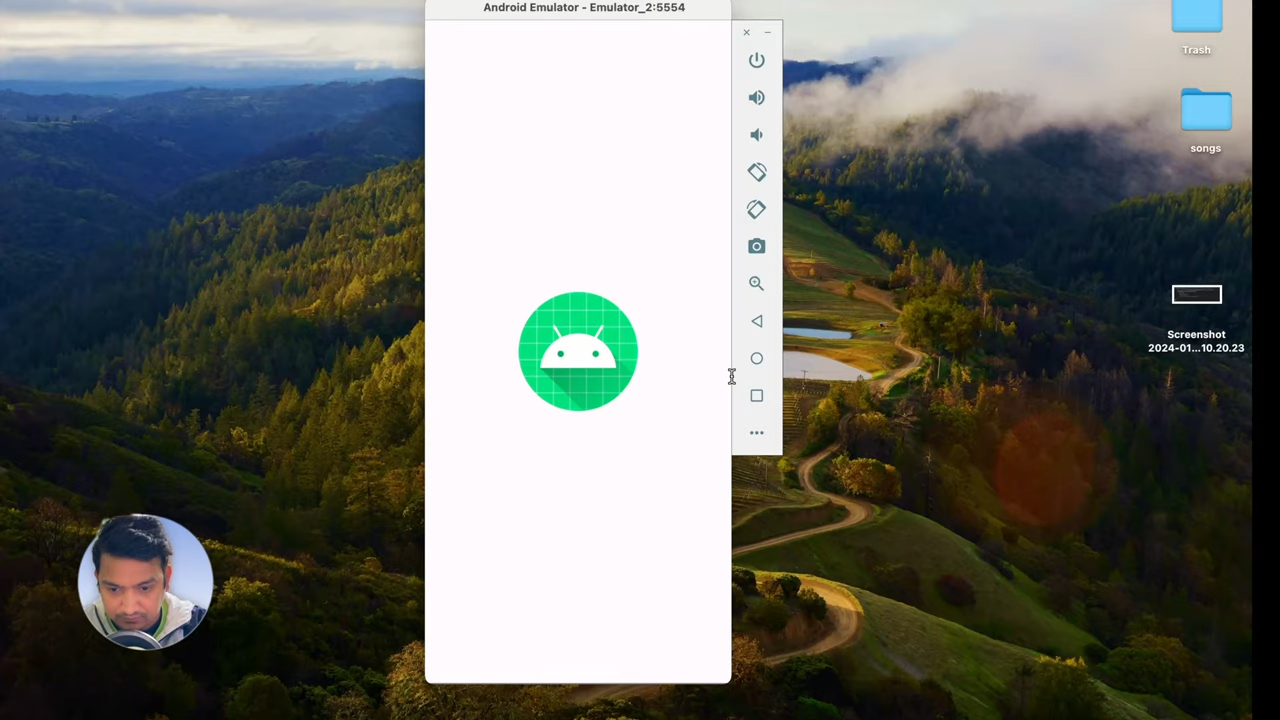 Android Emulator - Emulator_2:5554
Trash
songs
Screenshot
2024-01...10.20.23